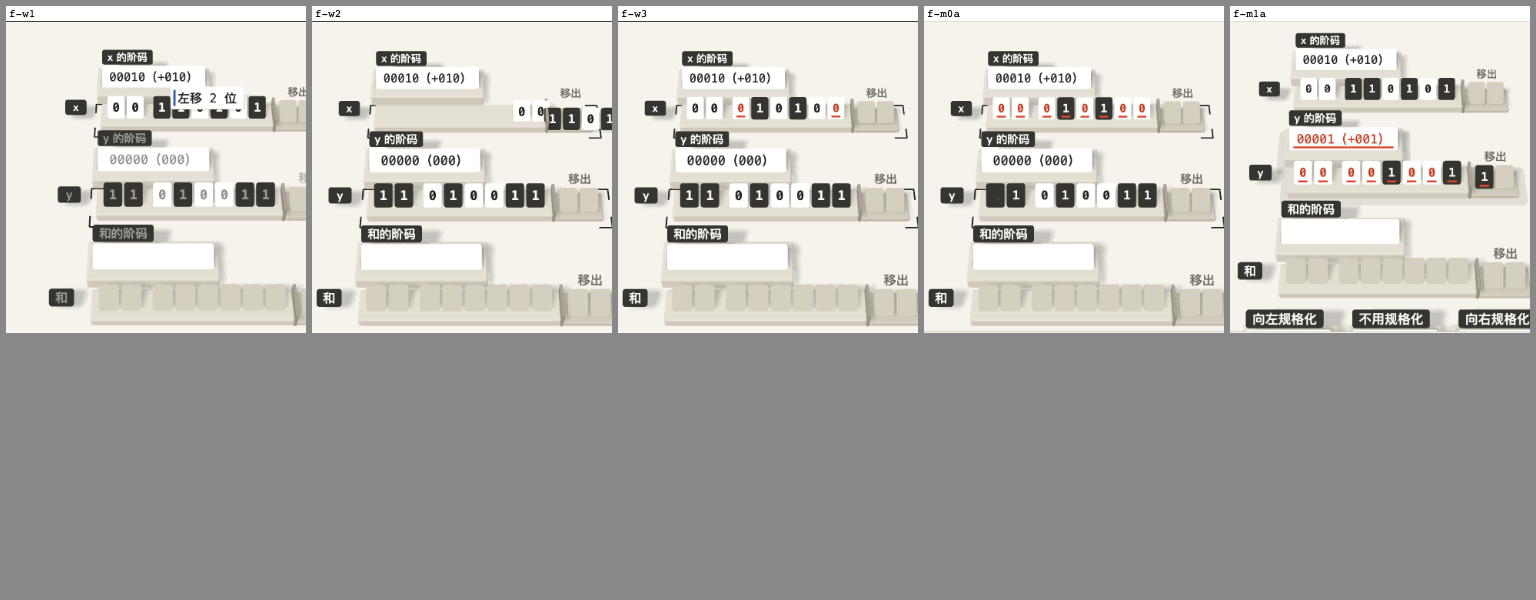 f-w1
x 的阶码
00010 (+010)
左移 2 位
移出
x
0 0 1 1
y 的阶码
00000 (000)
y
1 1 0 1 0 0 1 1
和的阶码
和
f-w2
x 的阶码
00010 (+010)
移出
x
0 0 1 1 0 1
y 的阶码
00000 (000)
移出
y
1 1 0 1 0 0 1 1
和的阶码
移出
和
f-w3
x 的阶码
00010 (+010)
移出
x
0 0 0 1 0 1 0 0
y 的阶码
00000 (000)
移出
y
1 1 0 1 0 0 1 1
和的阶码
移出
和
f-m0a
x 的阶码
00010 (+010)
移出
x
0 0 0 1 0 1 0 0
y 的阶码
00000 (000)
移出
y
1 0 1 0 0 1 1
和的阶码
移出
和
f-m1a
x 的阶码
00010 (+010)
移出
x
0 0 1 1 0 1 0 1
y 的阶码
00001 (+001)
移出
y
0 0 0 0 1 0 0 1 1
和的阶码
移出
和
向左规格化
不用规格化
向右规格化